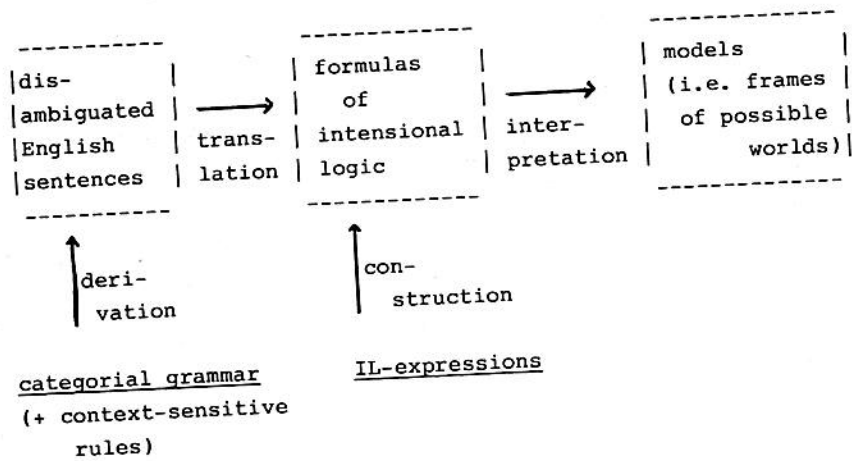 dis-
ambiguated
English
sentences
trans-
lation
formulas
of
intensional
logic
inter-
pretation
models
(i.e. frames
of possible
worlds)
deri-
vation
con-
struction
categorial grammar
(+ context-sensitive
rules)
IL-expressions